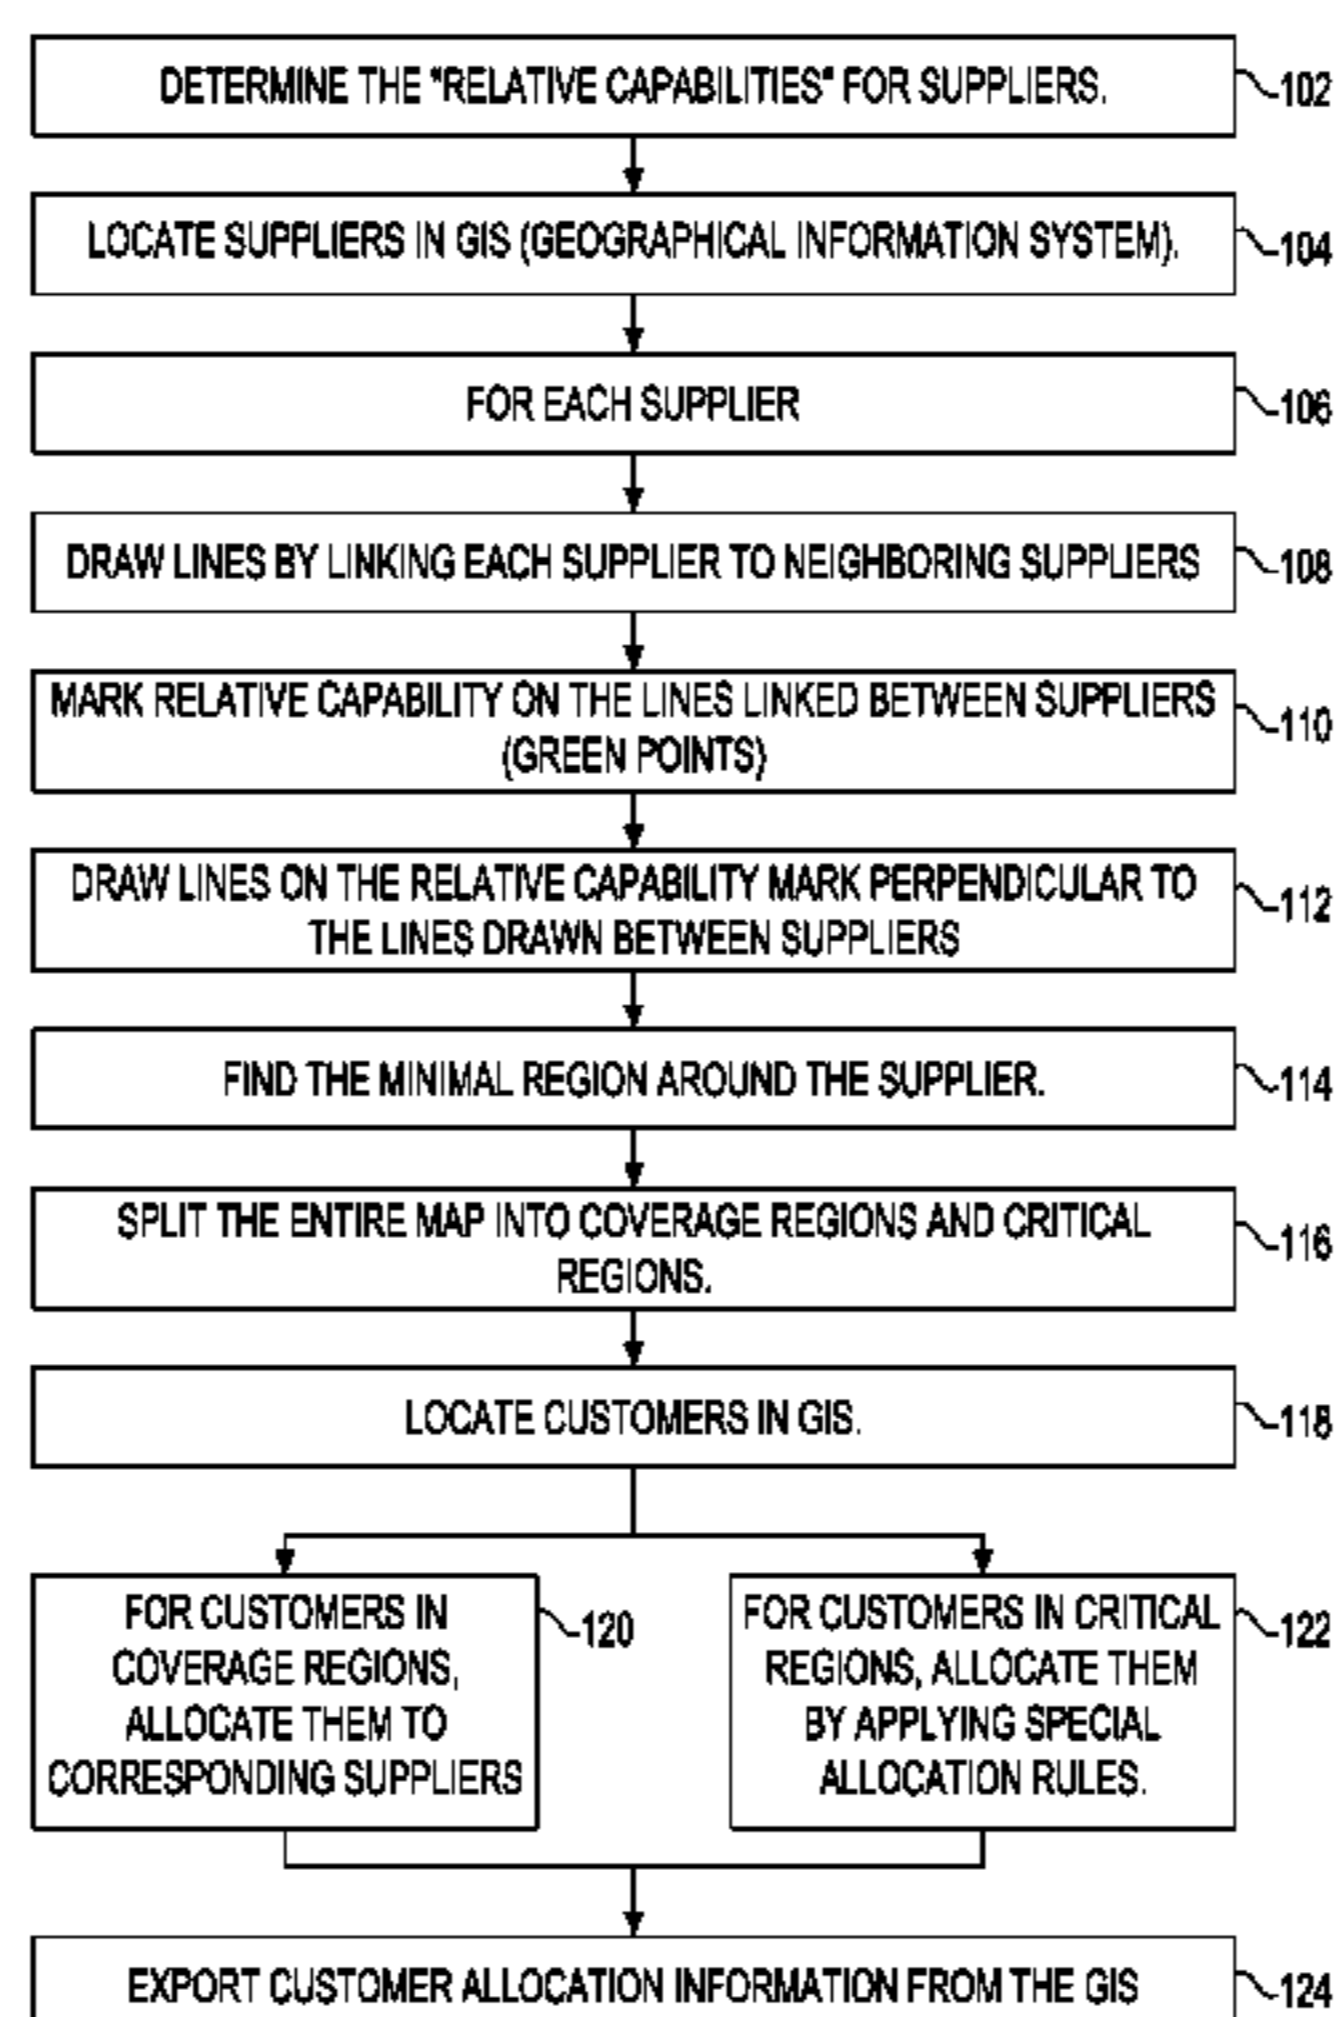 DETERMINE THE "RELATIVE CAPABILITIES" FOR SUPPLIERS.
102
LOCATE SUPPLIERS IN GIS (GEOGRAPHICAL INFORMATION SYSTEM).
104
FOR EACH SUPPLIER
106
DRAW LINES BY LINKING EACH SUPPLIER TO NEIGHBORING SUPPLIERS
108
MARK RELATIVE CAPABILITY ON THE LINES LINKED BETWEEN SUPPLIERS
(GREEN POINTS)
110
DRAW LINES ON THE RELATIVE CAPABILITY MARK PERPENDICULAR TO
THE LINES DRAWN BETWEEN SUPPLIERS
112
FIND THE MINIMAL REGION AROUND THE SUPPLIER.
114
SPLIT THE ENTIRE MAP INTO COVERAGE REGIONS AND CRITICAL
REGIONS.
116
LOCATE CUSTOMERS IN GIS.
118
FOR CUSTOMERS IN
COVERAGE REGIONS,
ALLOCATE THEM TO
CORRESPONDING SUPPLIERS
120
FOR CUSTOMERS IN CRITICAL
REGIONS, ALLOCATE THEM
BY APPLYING SPECIAL
ALLOCATION RULES.
122
EXPORT CUSTOMER ALLOCATION INFORMATION FROM THE GIS
124